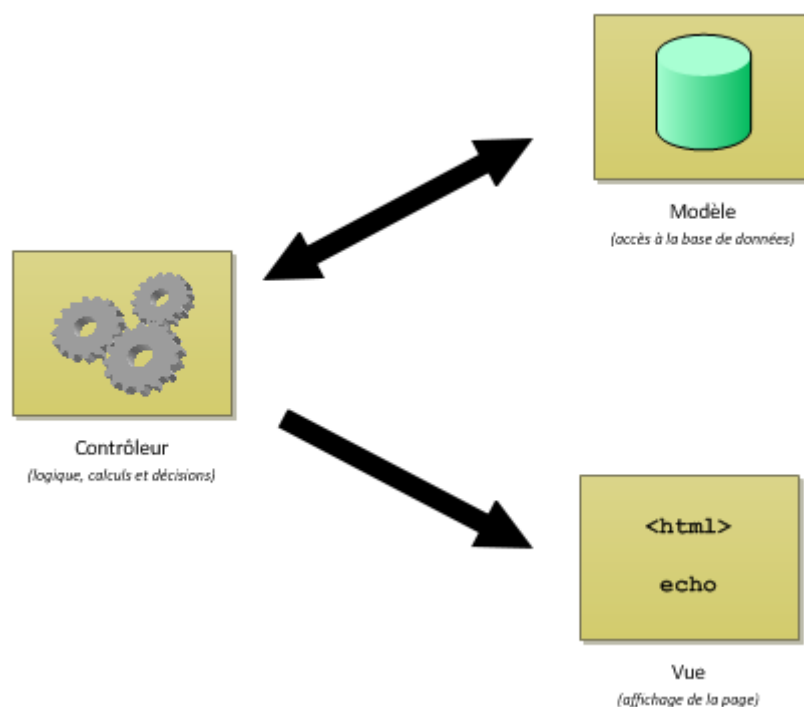 Modèle
(accès à la base de données)
Contrôleur
(logique, calculs et décisions)
<html>
echo
Vue
(affichage de la page)